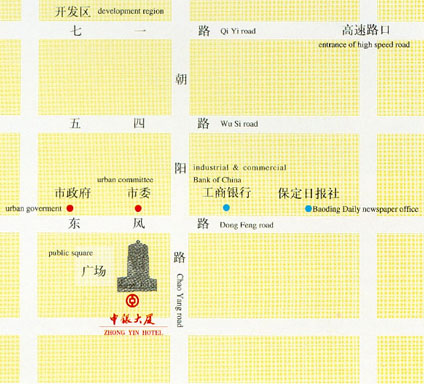 开发区 development region
七一路 Qi Yi road
高速路口
entrance of high speed road
朝阳路
Chao Yang road
五四路 Wu Si road
industrial & commercial
Bank of China
urban committee
市政府
市委
工商银行
保定日报社
urban goverment
Baoding Daily newspaper office
东风路 Dong Feng road
public square
广场
中银大厦
ZHONG YIN HOTEL